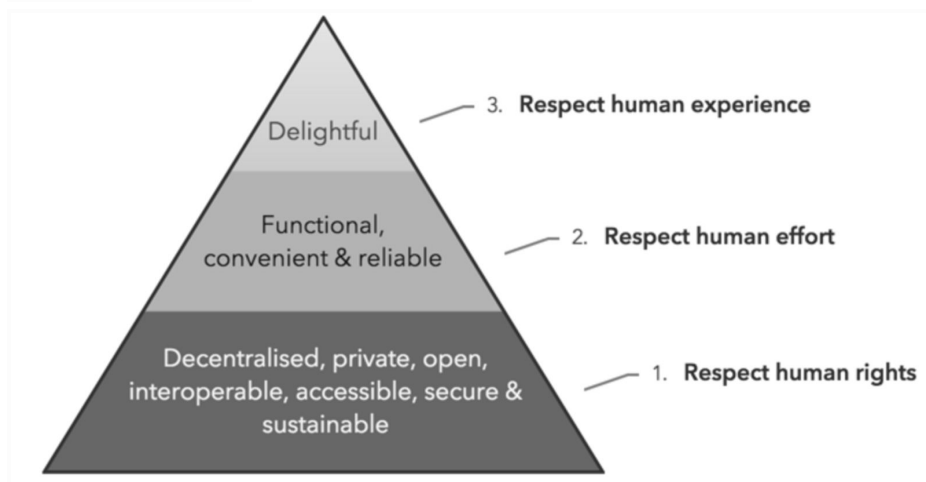 Delightful
3. Respect human experience
Functional,
convenient & reliable
2. Respect human effort
Decentralised, private, open,
interoperable, accessible, secure &
sustainable
1. Respect human rights